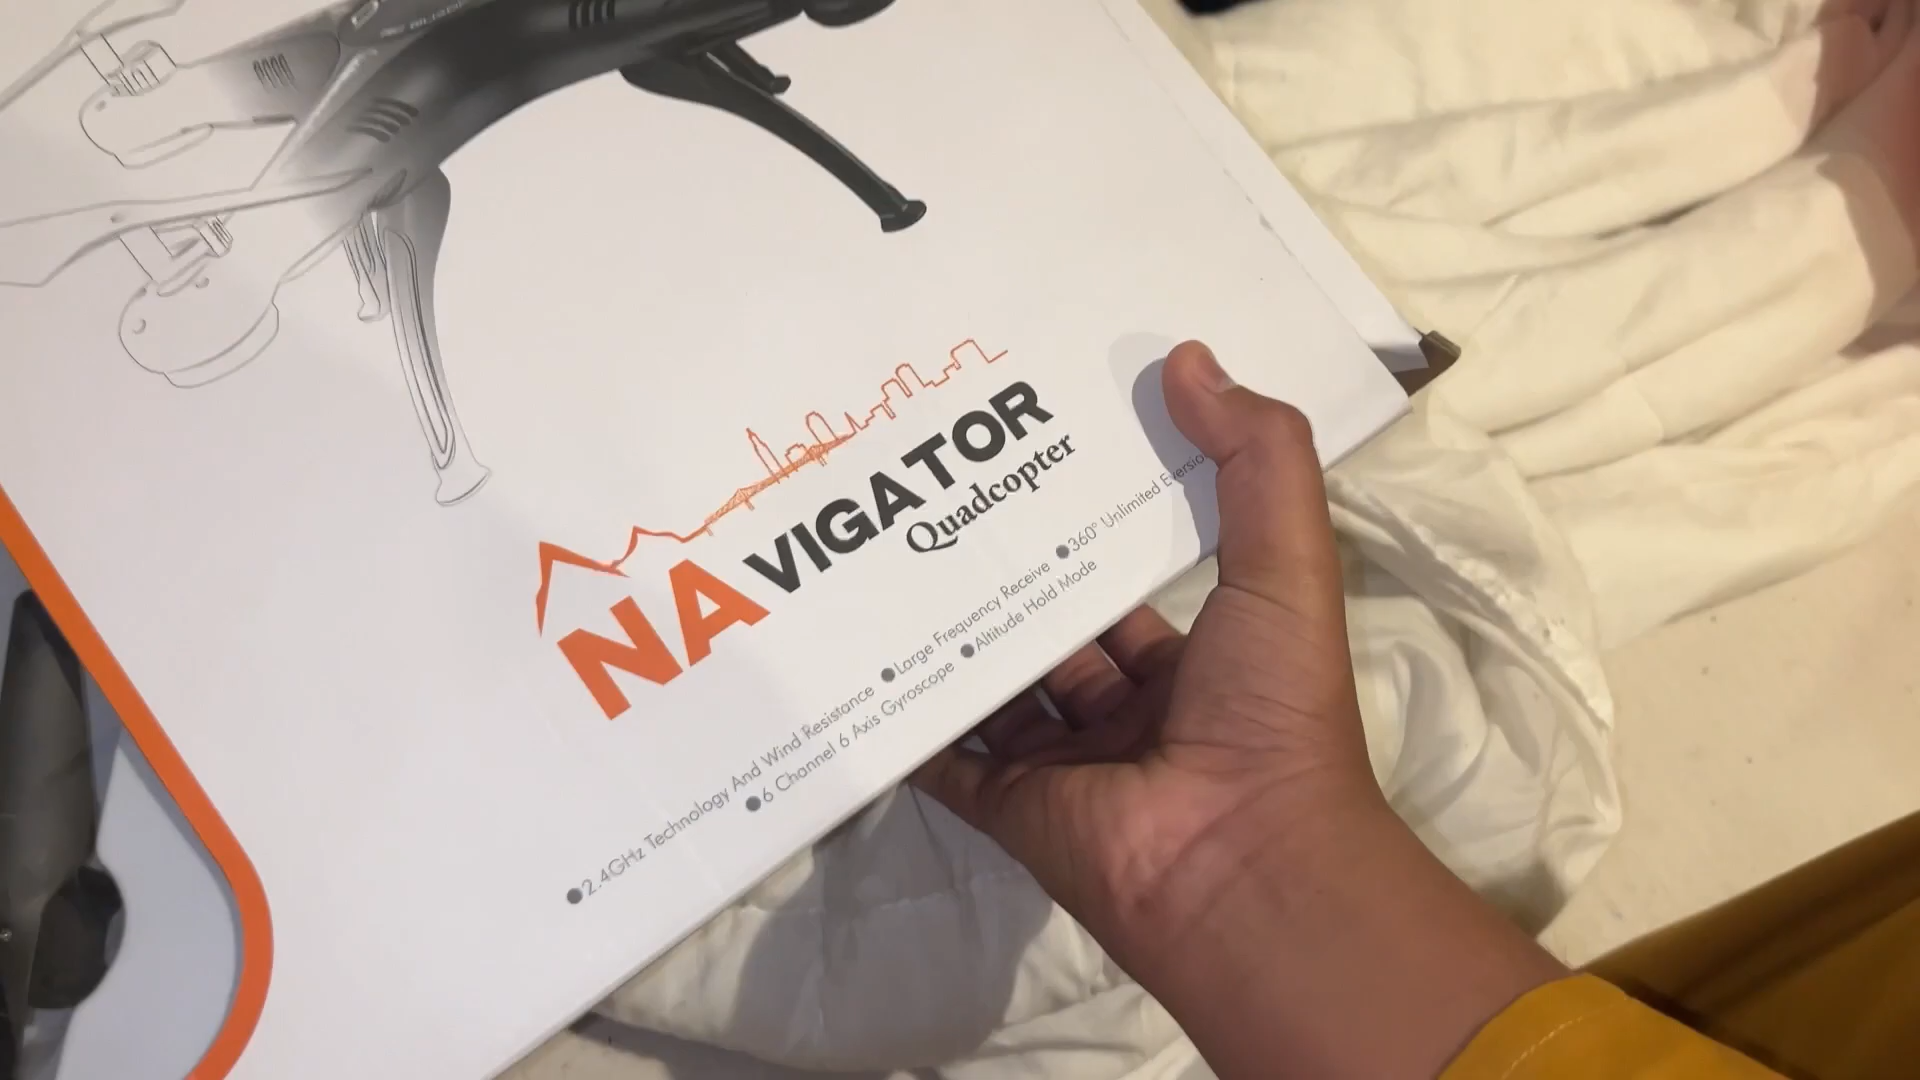 NAVIGATOR
Quadcopter
●2.4GHz Technology And Wind Resistance ●Large Frequency Receive ●360° Unlimited Eversio
●6 Channel 6 Axis Gyroscope ●Altitude Hold Mode